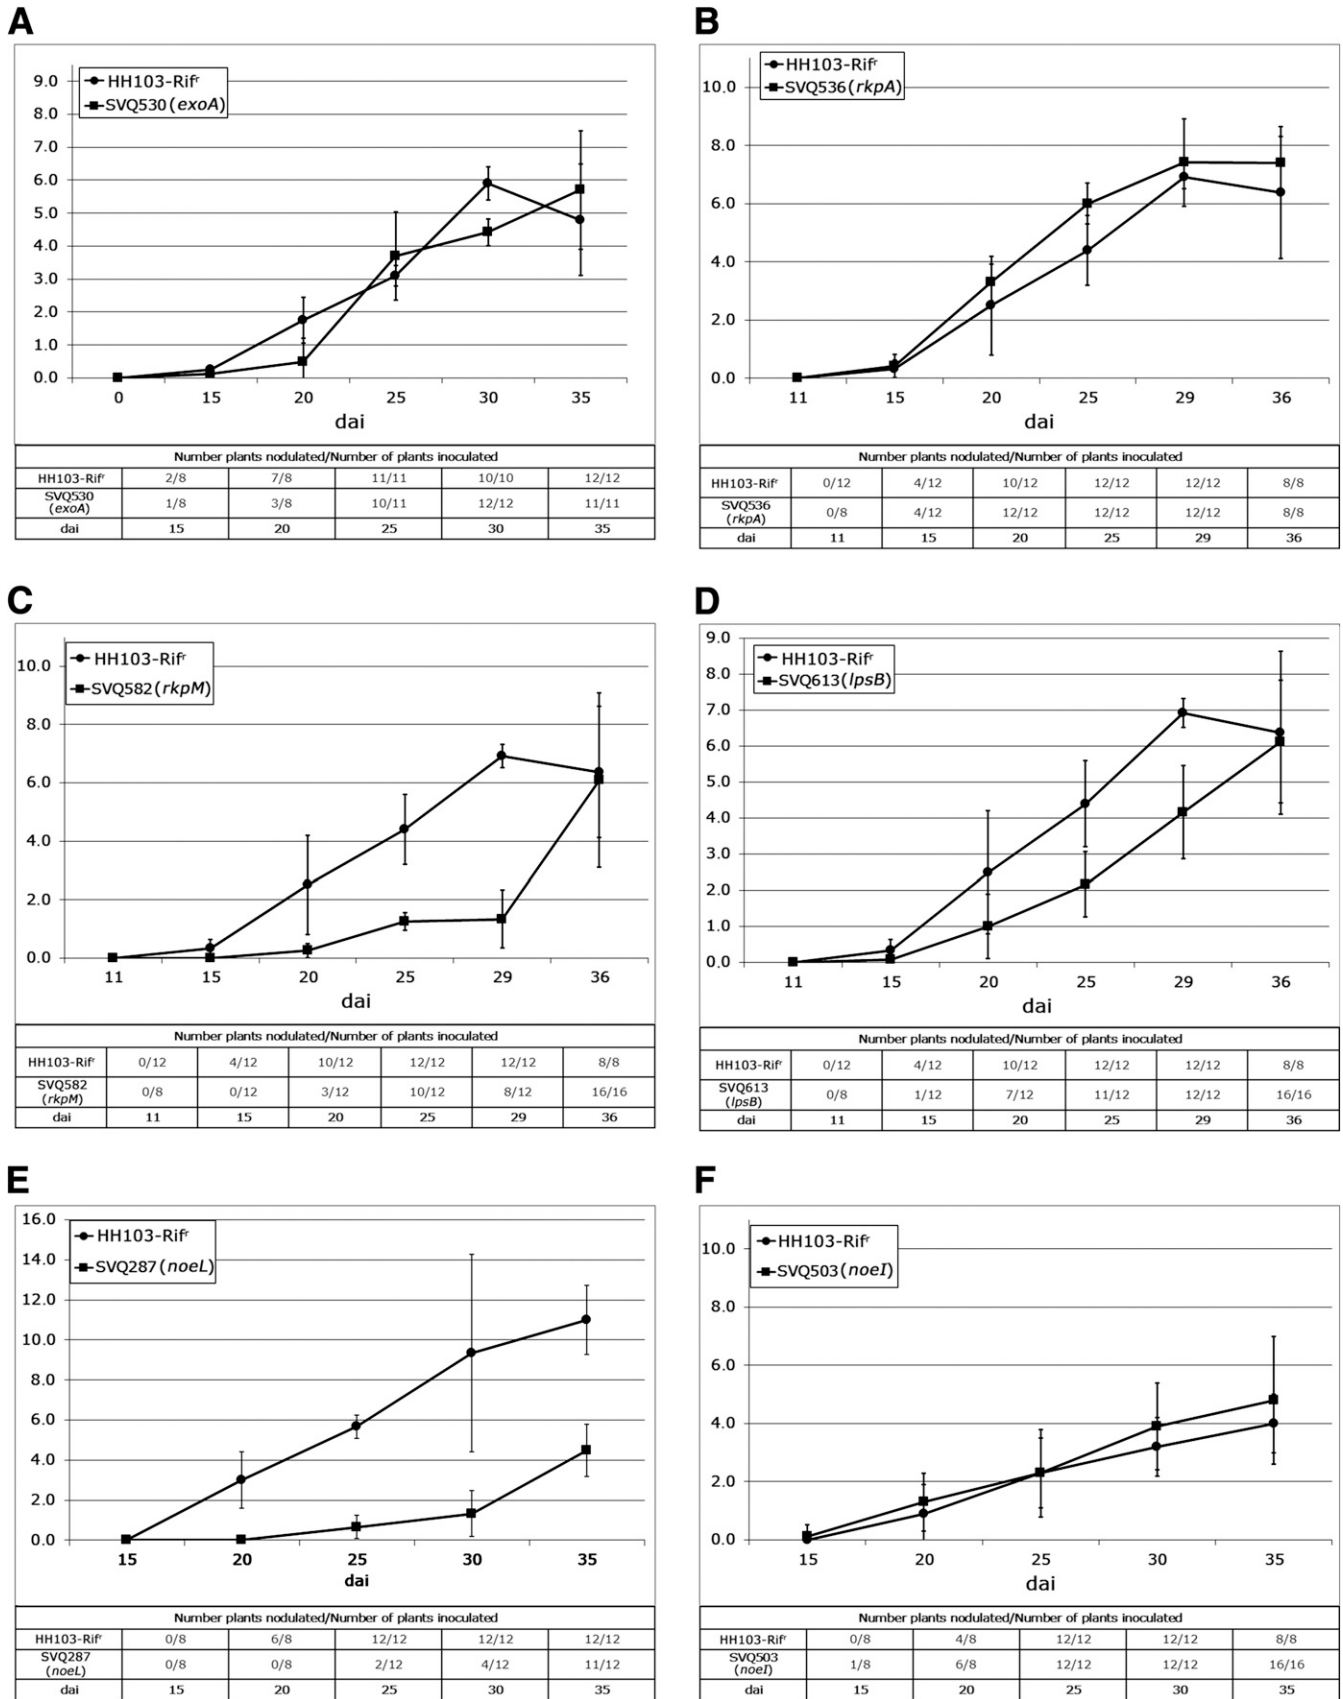 A
HH103-Rifʳ
SVQ530 (exoA)
9.0
8.0
7.0
6.0
5.0
4.0
3.0
2.0
1.0
0.0
0 15 20 25 30 35
dai
Number plants nodulated/Number of plants inoculated
HH103-Rifʳ 2/8 7/8 11/11 10/10 12/12
SVQ530 (exoA) 1/8 3/8 10/11 12/12 11/11
dai 15 20 25 30 35
B
HH103-Rifʳ
SVQ536 (rkpA)
10.0
8.0
6.0
4.0
2.0
0.0
11 15 20 25 29 36
dai
Number plants nodulated/Number of plants inoculated
HH103-Rifʳ 0/12 4/12 10/12 12/12 12/12 8/8
SVQ536 (rkpA) 0/8 4/12 12/12 12/12 12/12 8/8
dai 11 15 20 25 29 36
C
HH103-Rifʳ
SVQ582 (rkpM)
10.0
8.0
6.0
4.0
2.0
0.0
11 15 20 25 29 36
dai
Number plants nodulated/Number of plants inoculated
HH103-Rifʳ 0/12 4/12 10/12 12/12 12/12 8/8
SVQ582 (rkpM) 0/8 0/12 3/12 10/12 8/12 16/16
dai 11 15 20 25 29 36
D
HH103-Rifʳ
SVQ613 (lpsB)
9.0
8.0
7.0
6.0
5.0
4.0
3.0
2.0
1.0
0.0
11 15 20 25 29 36
dai
Number plants nodulated/Number of plants inoculated
HH103-Rifʳ 0/12 4/12 10/12 12/12 12/12 8/8
SVQ613 (lpsB) 0/8 1/12 7/12 11/12 12/12 16/16
dai 11 15 20 25 29 36
E
HH103-Rifʳ
SVQ287 (noeL)
16.0
14.0
12.0
10.0
8.0
6.0
4.0
2.0
0.0
15 20 25 30 35
dai
Number plants nodulated/Number of plants inoculated
HH103-Rifʳ 0/8 6/8 12/12 12/12 12/12
SVQ287 (noeL) 0/8 0/8 2/12 4/12 11/12
dai 15 20 25 30 35
F
HH103-Rifʳ
SVQ503 (noeI)
10.0
8.0
6.0
4.0
2.0
0.0
15 20 25 30 35
dai
Number plants nodulated/Number of plants inoculated
HH103-Rifʳ 0/8 4/8 12/12 12/12 8/8
SVQ503 (noeI) 1/8 6/8 12/12 12/12 16/16
dai 15 20 25 30 35